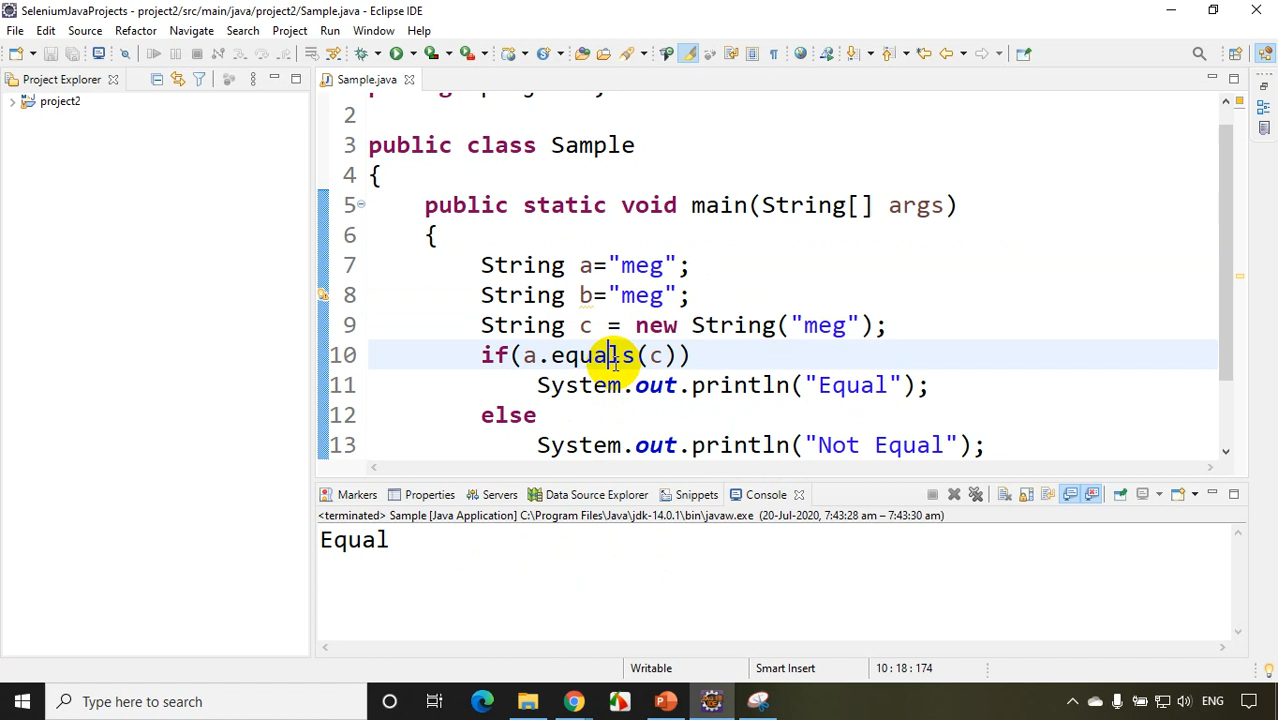 SeleniumJavaProjects - project2/src/main/java/project2/Sample.java - Eclipse IDE
File Edit Source Refactor Navigate Search Project Run Window Help
Project Explorer
project2
Sample.java
2
3 public class Sample
4 {
5 public static void main(String[] args)
6 {
7 String a="meg";
8 String b="meg";
9 String c = new String("meg");
10 if(a.equals(c))
11 System.out.println("Equal");
12 else
13 System.out.println("Not Equal");
Markers Properties Servers Data Source Explorer Snippets Console
<terminated> Sample [Java Application] C:\Program Files\Java\jdk-14.0.1\bin\javaw.exe (20-Jul-2020, 7:43:28 am – 7:43:30 am)
Equal
Writable Smart Insert 10 : 18 : 174
Type here to search
ENG